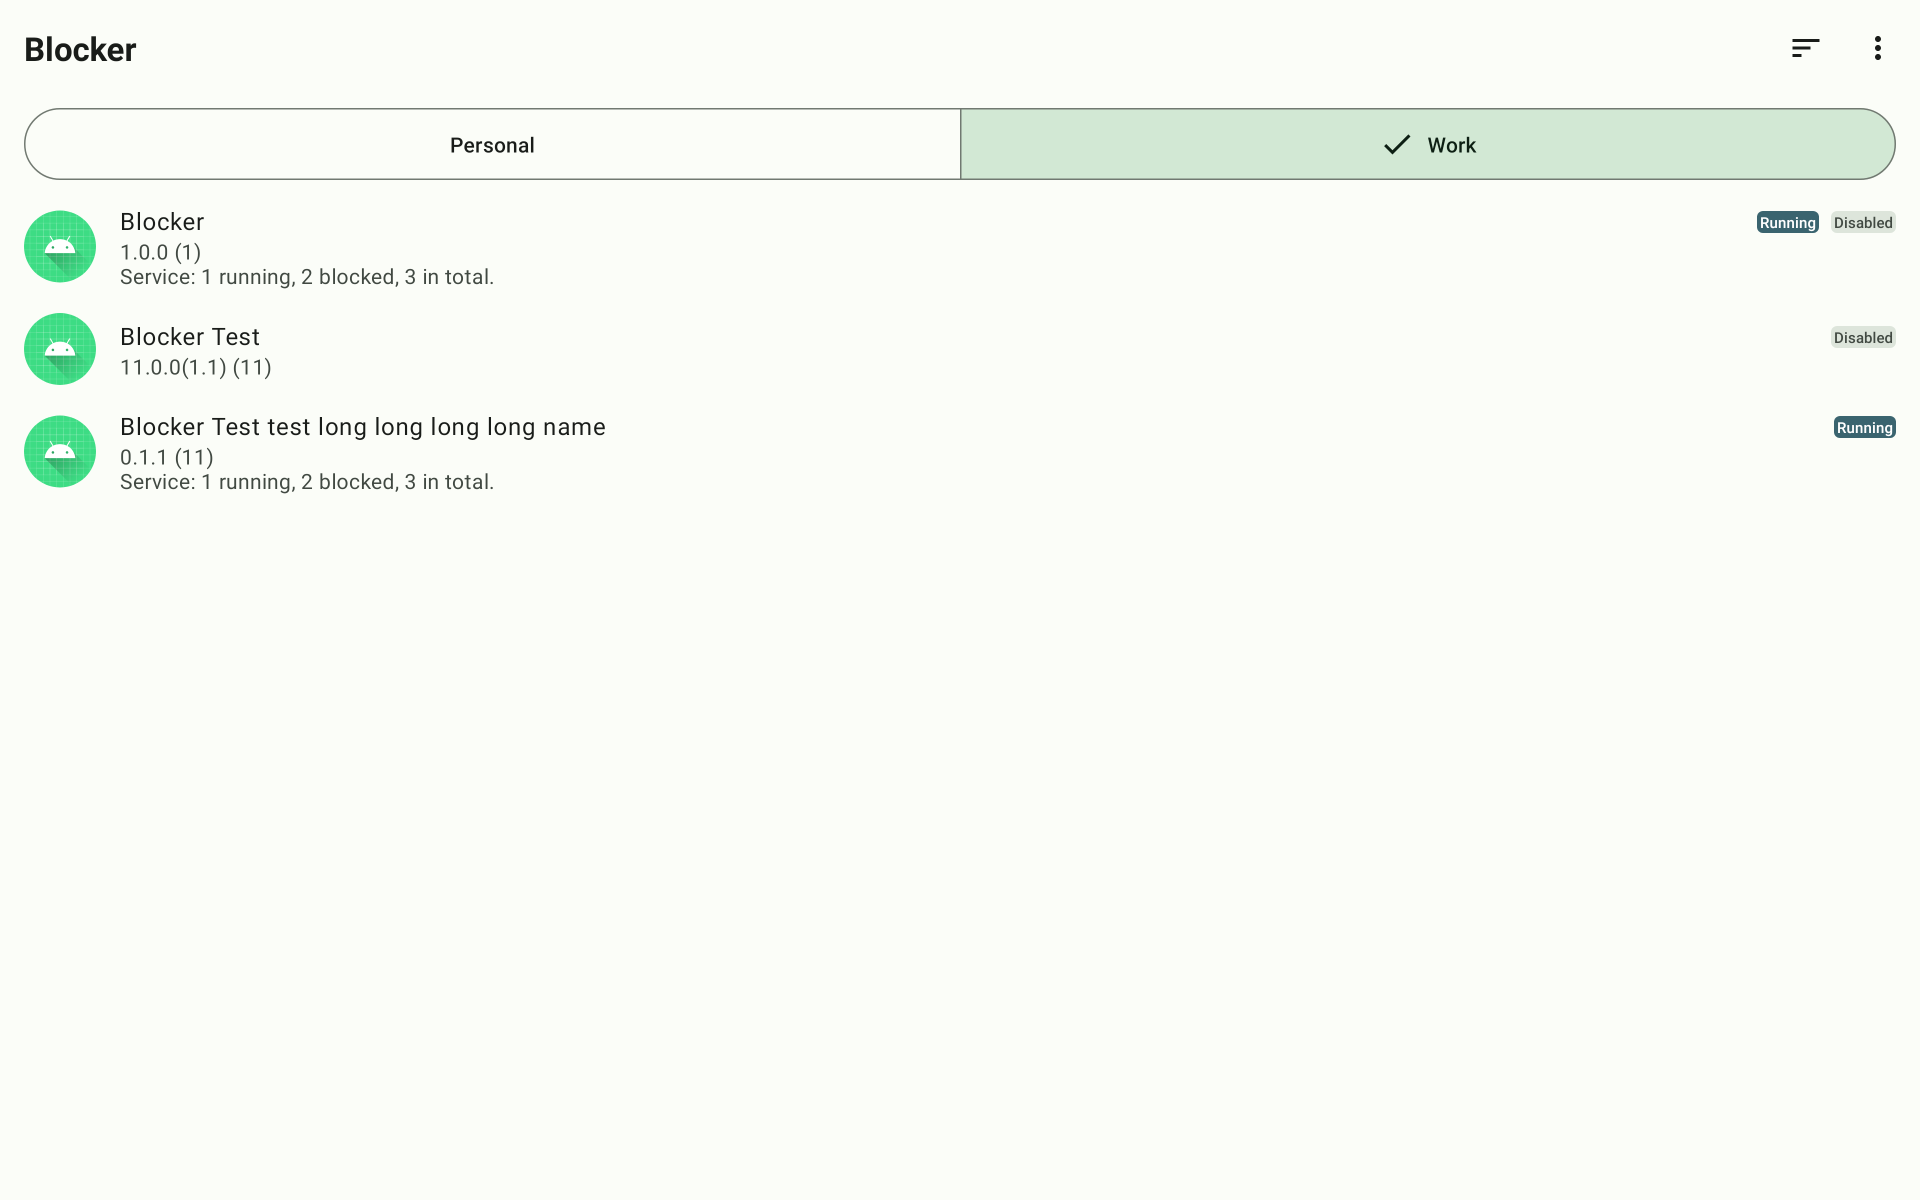 Blocker
Personal
Work
Blocker
Running
Disabled
1.0.0 (1)
Service: 1 running, 2 blocked, 3 in total.
Blocker Test
Disabled
11.0.0(1.1) (11)
Blocker Test test long long long long name
Running
0.1.1 (11)
Service: 1 running, 2 blocked, 3 in total.